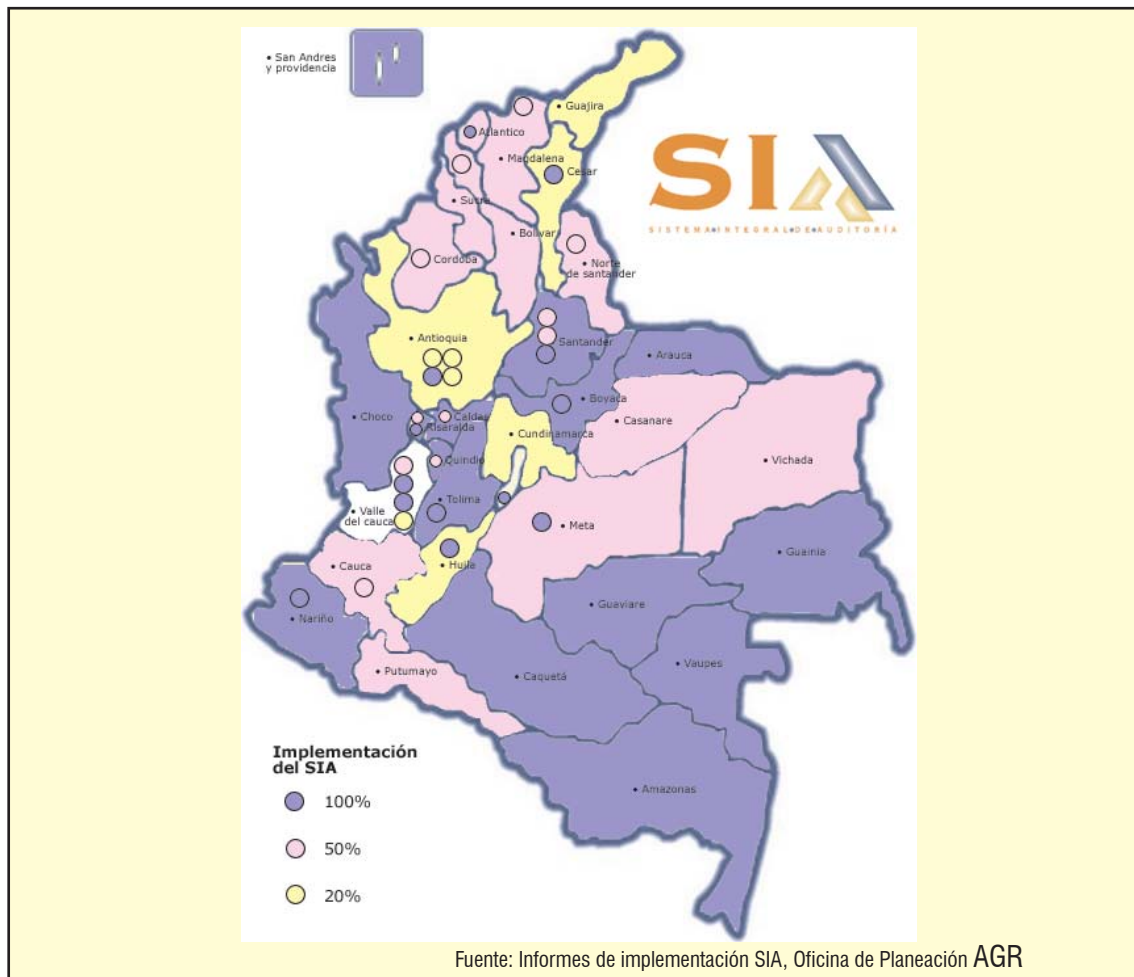 • San Andres
y providencia
• Guajira
• Atlantico
• Magdalena
• Cesar
SIA
SISTEMA•INTEGRAL•DE•AUDITORÍA
• Sucre
• Bolivar
• Cordoba
• Norte
de santander
• Antioquia
• Santander
• Arauca
• Boyaca
• Choco
• Caldas
• Risaralda
• Cundinamarca
• Casanare
• Quindio
• Vichada
• Tolima
• Valle
del cauca
• Meta
• Guainia
• Cauca
• Huila
• Guaviare
• Nariño
• Vaupes
• Putumayo
• Caquetá
• Amazonas
Implementación
del SIA
100%
50%
20%
Fuente: Informes de implementación SIA, Oficina de Planeación AGR